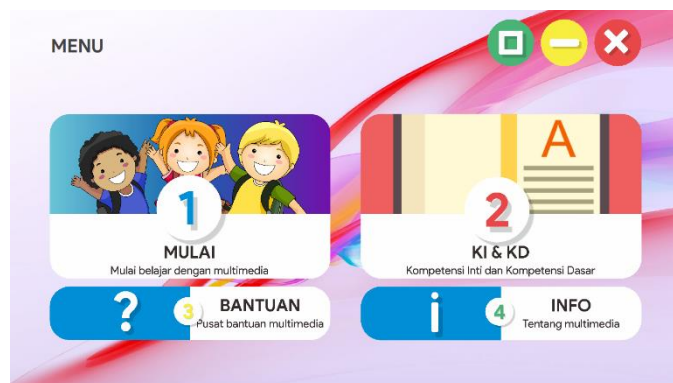 MENU
1
MULAI
Mulai belajar dengan multimedia
A
2
KI & KD
Kompetensi Inti dan Kompetensi Dasar
?
3
BANTUAN
Pusat bantuan multimedia
i
4
INFO
Tentang multimedia